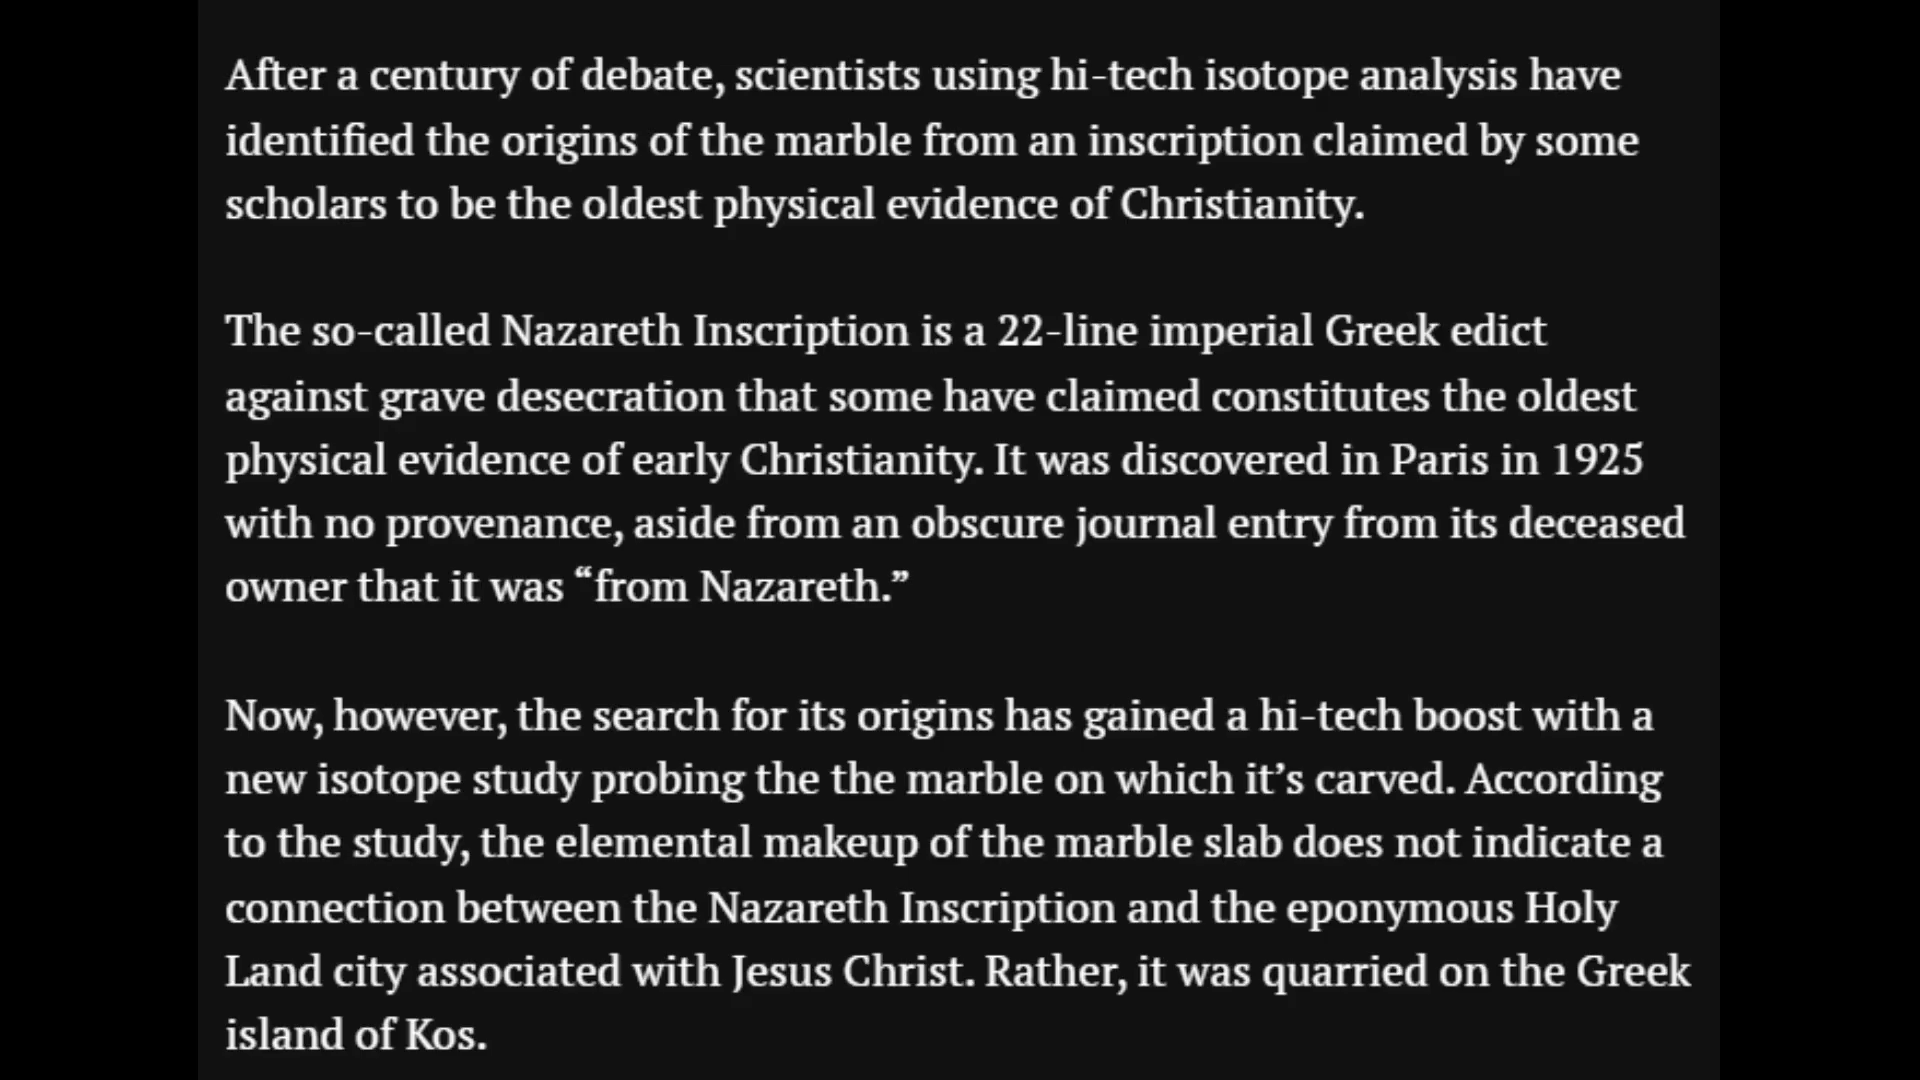 After a century of debate, scientists using hi-tech isotope analysis have
identified the origins of the marble from an inscription claimed by some
scholars to be the oldest physical evidence of Christianity.
The so-called Nazareth Inscription is a 22-line imperial Greek edict
against grave desecration that some have claimed constitutes the oldest
physical evidence of early Christianity. It was discovered in Paris in 1925
with no provenance, aside from an obscure journal entry from its deceased
owner that it was “from Nazareth.”
Now, however, the search for its origins has gained a hi-tech boost with a
new isotope study probing the the marble on which it’s carved. According
to the study, the elemental makeup of the marble slab does not indicate a
connection between the Nazareth Inscription and the eponymous Holy
Land city associated with Jesus Christ. Rather, it was quarried on the Greek
island of Kos.